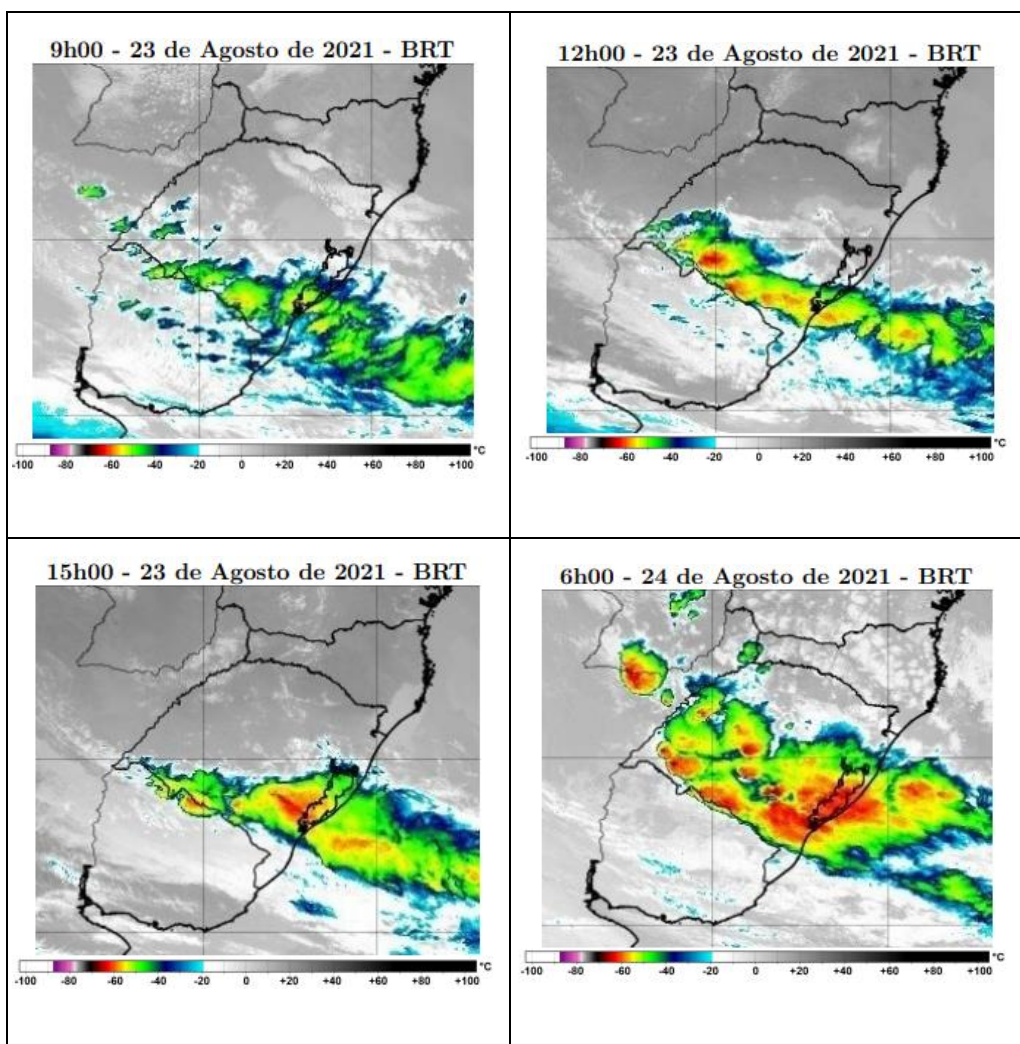 9h00 - 23 de Agosto de 2021 - BRT
°C
-100 -80 -60 -40 -20 0 +20 +40 +60 +80 +100
12h00 - 23 de Agosto de 2021 - BRT
°C
-100 -80 -60 -40 -20 0 +20 +40 +60 +80 +100
15h00 - 23 de Agosto de 2021 - BRT
°C
-100 -80 -60 -40 -20 0 +20 +40 +60 +80 +100
6h00 - 24 de Agosto de 2021 - BRT
°C
-100 -80 -60 -40 -20 0 +20 +40 +60 +80 +100